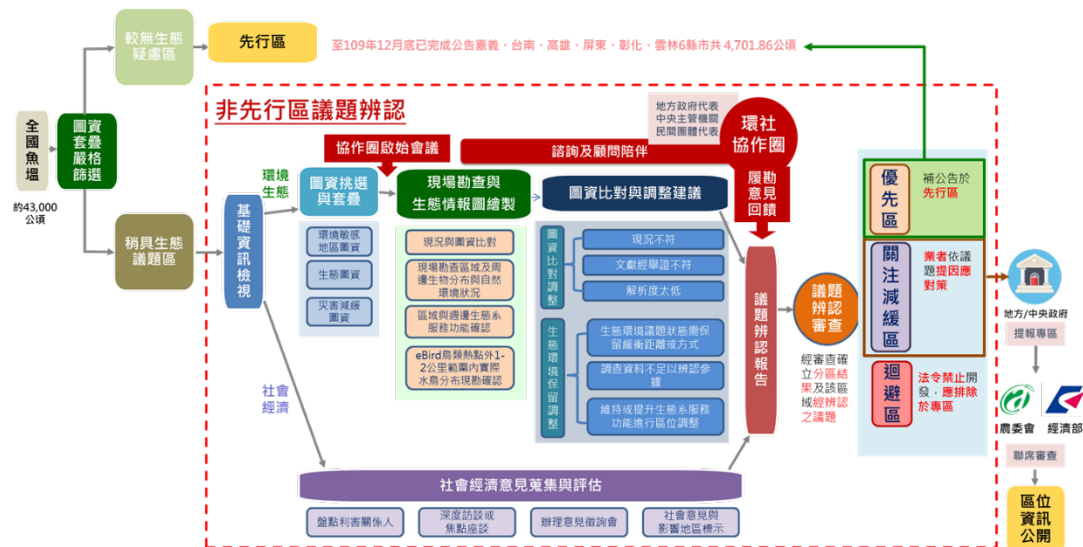 較無生態
疑慮區
先行區
至109年12月底已完成公告嘉義、台南、高雄、屏東、彰化、雲林6縣市共4,701.86公頃
全國魚塭
約43,000
公頃
圖資
套疊
嚴格
篩選
稍具生態
議題區
非先行區議題辨認
地方政府代表
中央主管機關
民間團體代表
環社
協作圈
協作圈啟始會議
諮詢及顧問陪伴
履勘
意見
回饋
基礎資訊檢視
環境
生態
社會
經濟
圖資挑選
與套疊
環境敏感
地區圖資
生態圖資
災害減緩
圖資
現場勘查與
生態情報圖繪製
現況與圖資比對
現場勘查區域及周
邊生物分布與自然
環境狀況
區域與週邊生態系
服務功能確認
eBird鳥類熱點外1-
2公里範圍內實際
水鳥分布現勘確認
圖資比對與調整建議
圖資比對調整
現況不符
文獻經舉證不符
解析度太低
生態環境保留調整
生態環境議題狀態需保
留緩衝距離或方式
調查資料不足以辨認參
據
維持或提升生態系服務
功能進行區位調整
社會經濟意見蒐集與評估
盤點利害關係人
深度訪談或
焦點座談
辦理意見徵詢會
社會意見與
影響地區標示
議題辨認報告
議題
辨認
審查
經審查確
立分區結
果及該區
域經辨認
之議題
優先區
補公告於
先行區
關注減緩區
業者依議
題提因應
對策
迴避區
法令禁止開
發，應排除
於專區
地方/中央政府
提報專區
農委會
經濟部
聯席審查
區位
資訊
公開